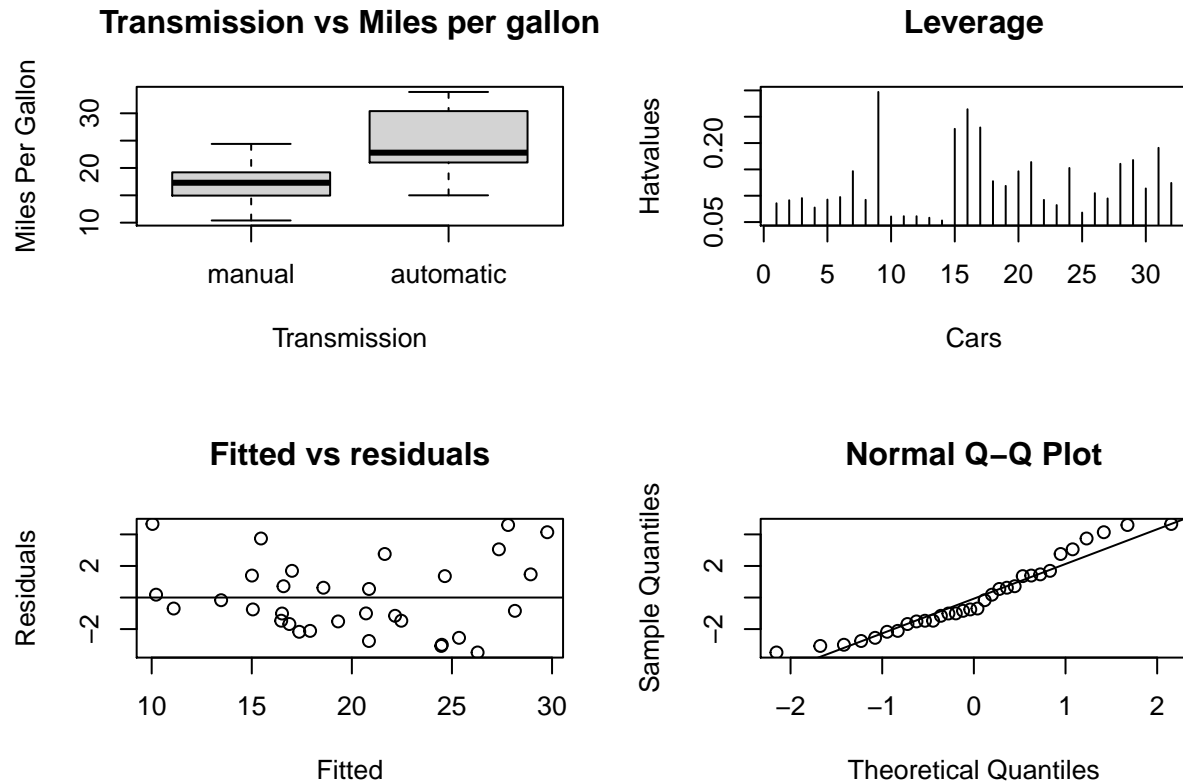 Transmission vs Miles per gallon
Miles Per Gallon
10
20
30
manual
automatic
Transmission
Leverage
Hatvalues
0.05
0.20
0
5
10
15
20
25
30
Cars
Fitted vs residuals
Residuals
−2
2
10
15
20
25
30
Fitted
Normal Q−Q Plot
Sample Quantiles
−2
2
−2
−1
0
1
2
Theoretical Quantiles